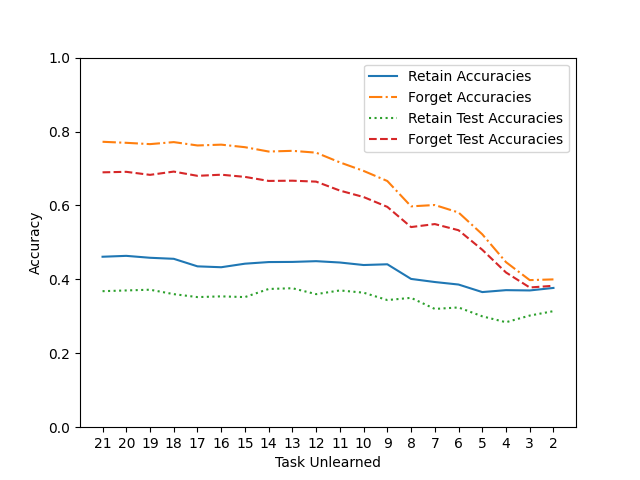 1.0
0.8
0.6
0.4
0.2
0.0
Accuracy
Retain Accuracies
Forget Accuracies
Retain Test Accuracies
Forget Test Accuracies
21 20 19 18 17 16 15 14 13 12 11 10 9 8 7 6 5 4 3 2
Task Unlearned